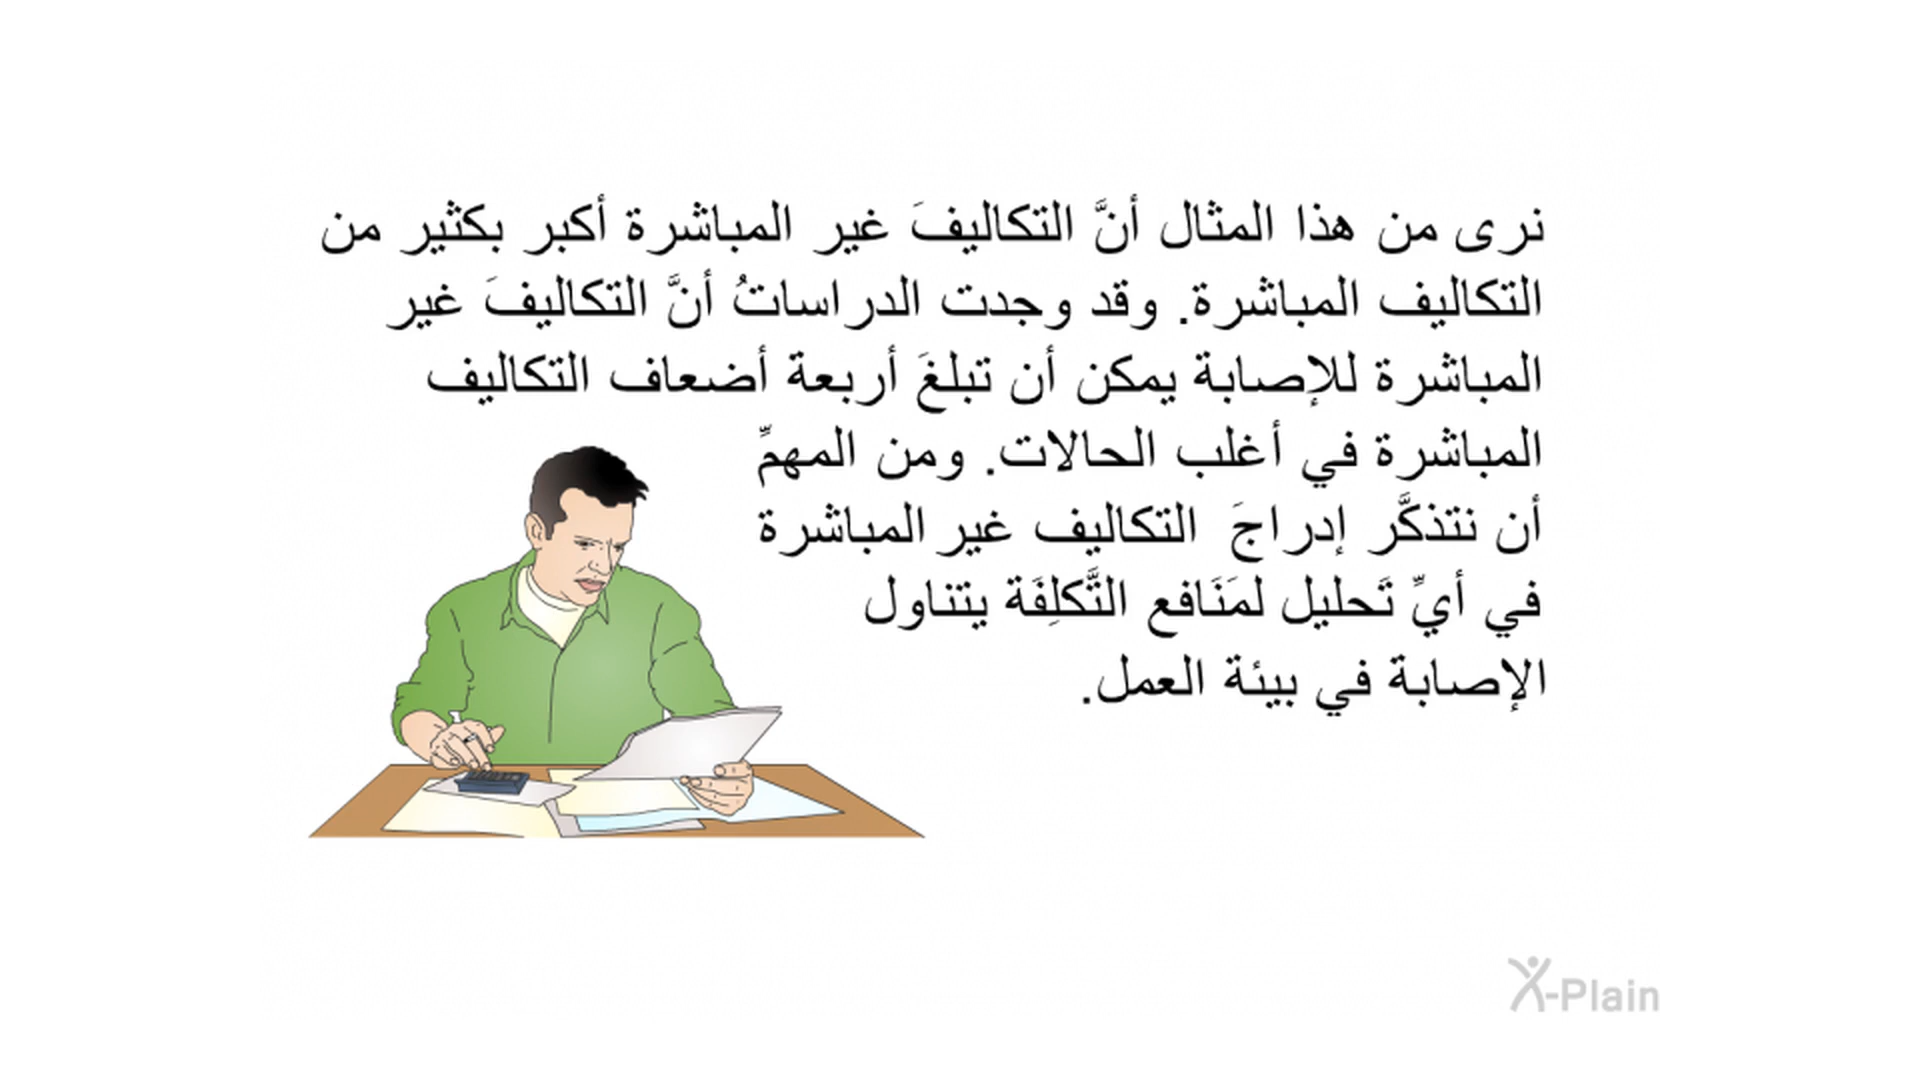 نرى من هذا المثال أنَّ التكاليفَ غير المباشرة أكبر بكثير من
التكاليف المباشرة. وقد وجدت الدراساتُ أنَّ التكاليفَ غير
المباشرة للإصابة يمكن أن تبلغَ أربعة أضعاف التكاليف
المباشرة في أغلب الحالات. ومن المهمِّ
أن نتذكَّر إدراجَ التكاليف غير المباشرة
في أيِّ تَحليل لمَنَافع التَّكلِفَة يتناول
الإصابة في بيئة العمل.
X-Plain